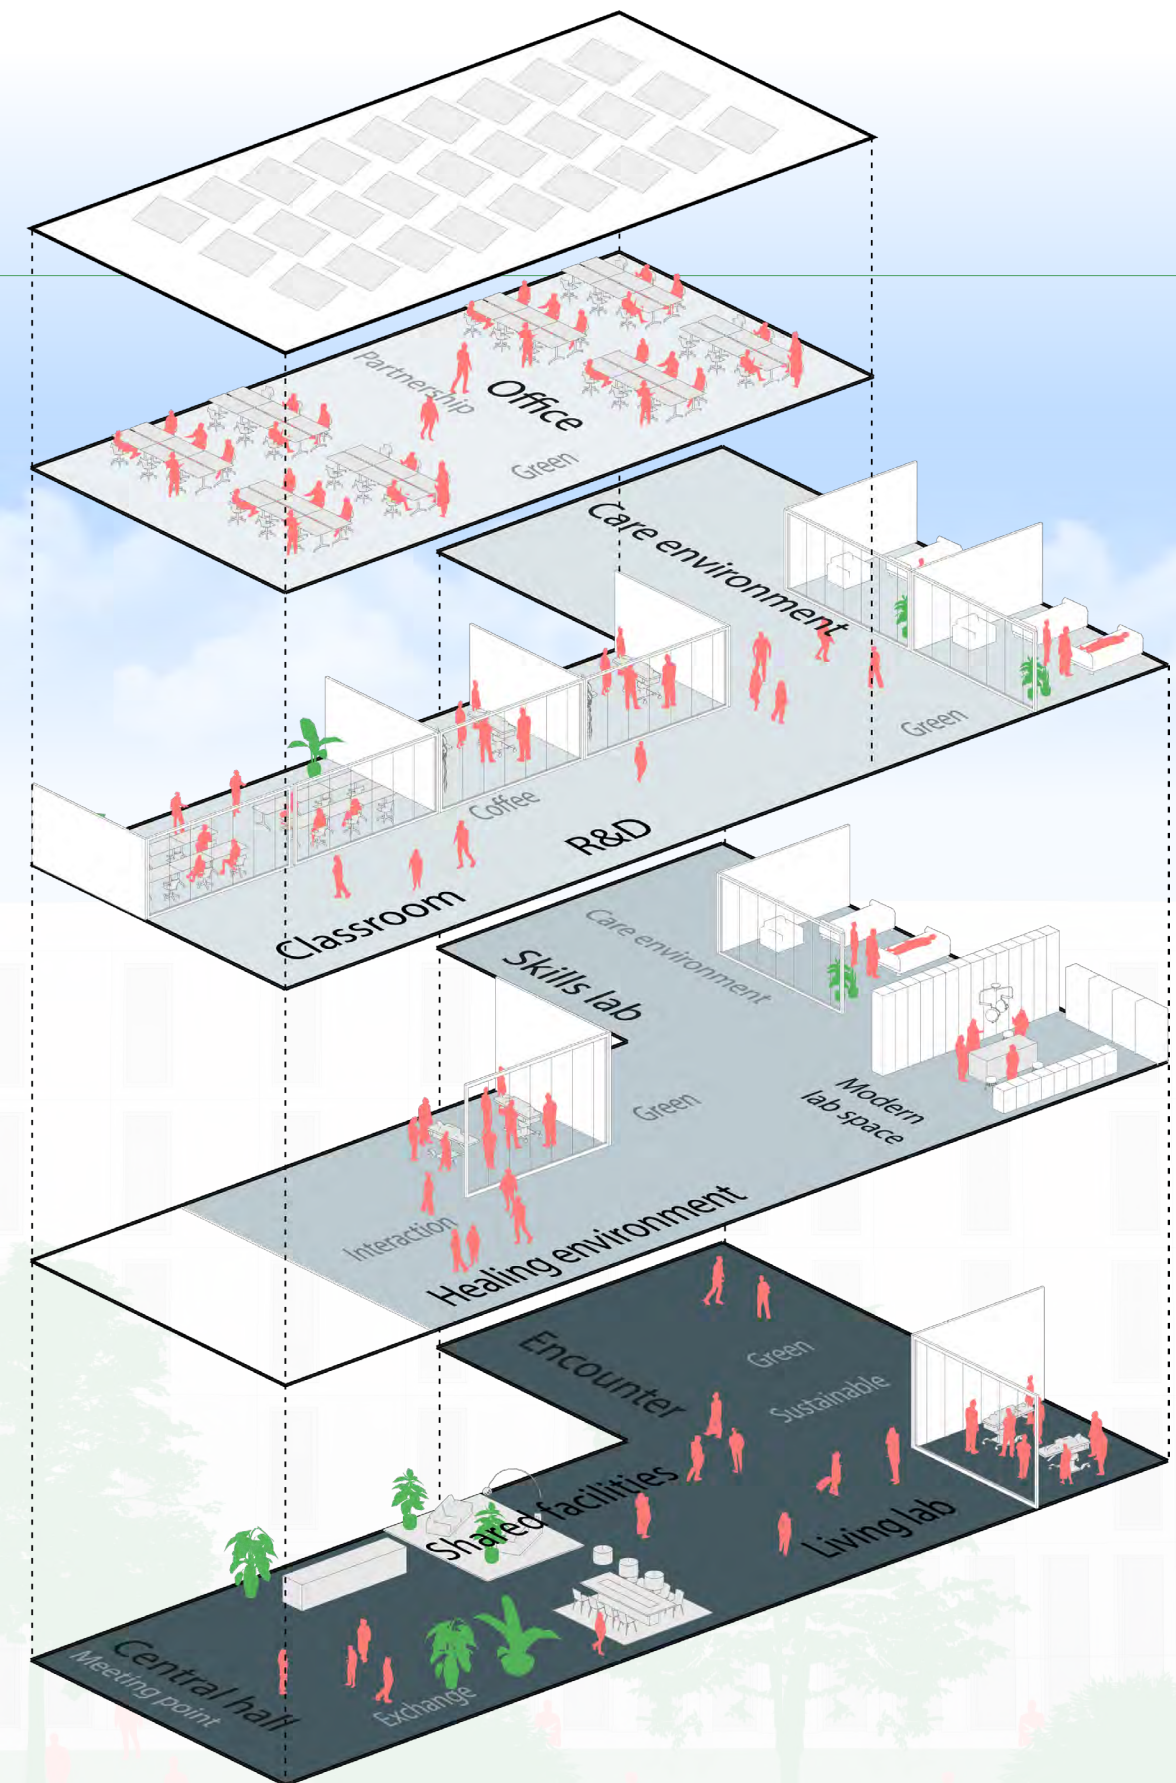 Partnership
Office
Green
Care environment
Green
Coffee
R&D
Classroom
Care environment
Skills lab
Green
Modern
lab space
Interaction
Healing environment
Encounter
Green
Sustainable
Shared facilities
Living lab
Central hall
Meeting point
Exchange